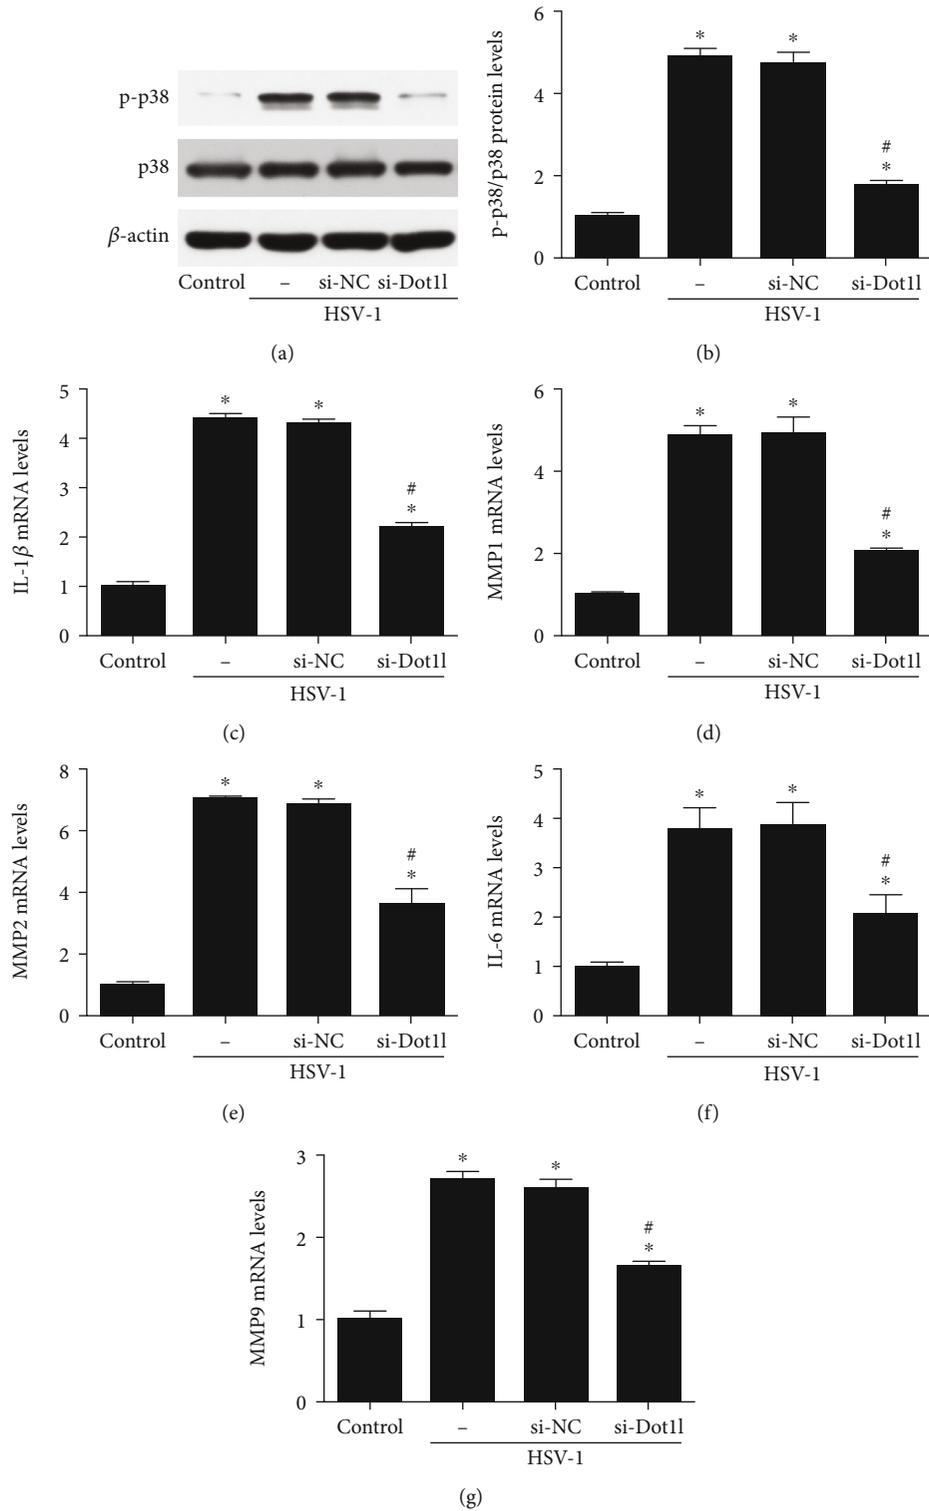 p-p38
p38
β-actin
Control – si-NC si-Dot1l
HSV-1
(a)
p-p38/p38 protein levels
6
4
2
0
* * # *
Control – si-NC si-Dot1l
HSV-1
(b)
IL-1β mRNA levels
5
4
3
2
1
0
* * # *
Control – si-NC si-Dot1l
HSV-1
(c)
MMP1 mRNA levels
6
4
2
0
* * # *
Control – si-NC si-Dot1l
HSV-1
(d)
MMP2 mRNA levels
8
6
4
2
0
* * # *
Control – si-NC si-Dot1l
HSV-1
(e)
IL-6 mRNA levels
5
4
3
2
1
0
* * # *
Control – si-NC si-Dot1l
HSV-1
(f)
MMP9 mRNA levels
3
2
1
0
* * # *
Control – si-NC si-Dot1l
HSV-1
(g)